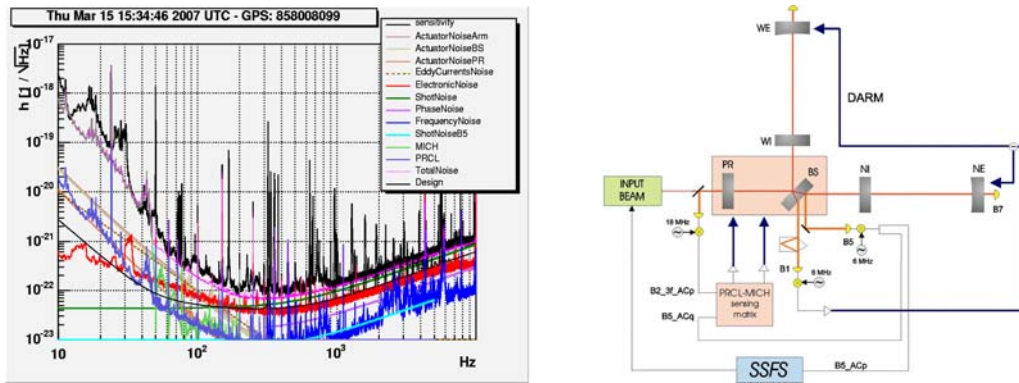 Thu Mar 15 15:34:46 2007 UTC - GPS: 858008099
h [] / √Hz]
10^-17
10^-18
10^-19
10^-20
10^-21
10^-22
10^-23
10
10^2
10^3
Hz
sensitivity
ActuatorNoiseArm
ActuatorNoiseBS
ActuatorNoisePR
EddyCurrentsNoise
ElectronicNoise
ShotNoise
PhaseNoise
FrequencyNoise
ShotNoiseB5
MICH
PRCL
TotalNoise
Design
WE
DARM
WI
PR
BS
NI
NE
INPUT
BEAM
B7
18 MHz
B5
6 MHz
B1
6 MHz
B2_3f_ACp
PRCL-MICH
sensing
matrix
B5_ACq
SSFS
B5_ACp